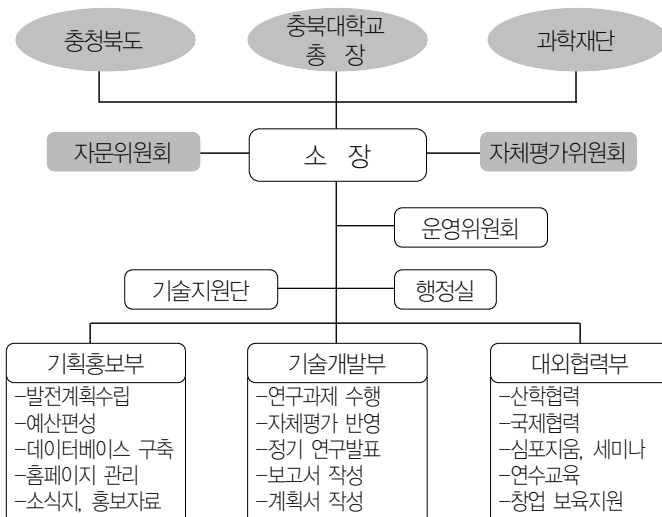 충청북도
충북대학교
총 장
과학재단
자문위원회
소 장
자체평가위원회
운영위원회
기술지원단
행정실
기획홍보부
-발전계획수립
-예산편성
-데이터베이스 구축
-홈페이지 관리
-소식지, 홍보자료
기술개발부
-연구과제 수행
-자체평가 반영
-정기 연구발표
-보고서 작성
-계획서 작성
대외협력부
-산학협력
-국제협력
-심포지움, 세미나
-연수교육
-창업 보육지원